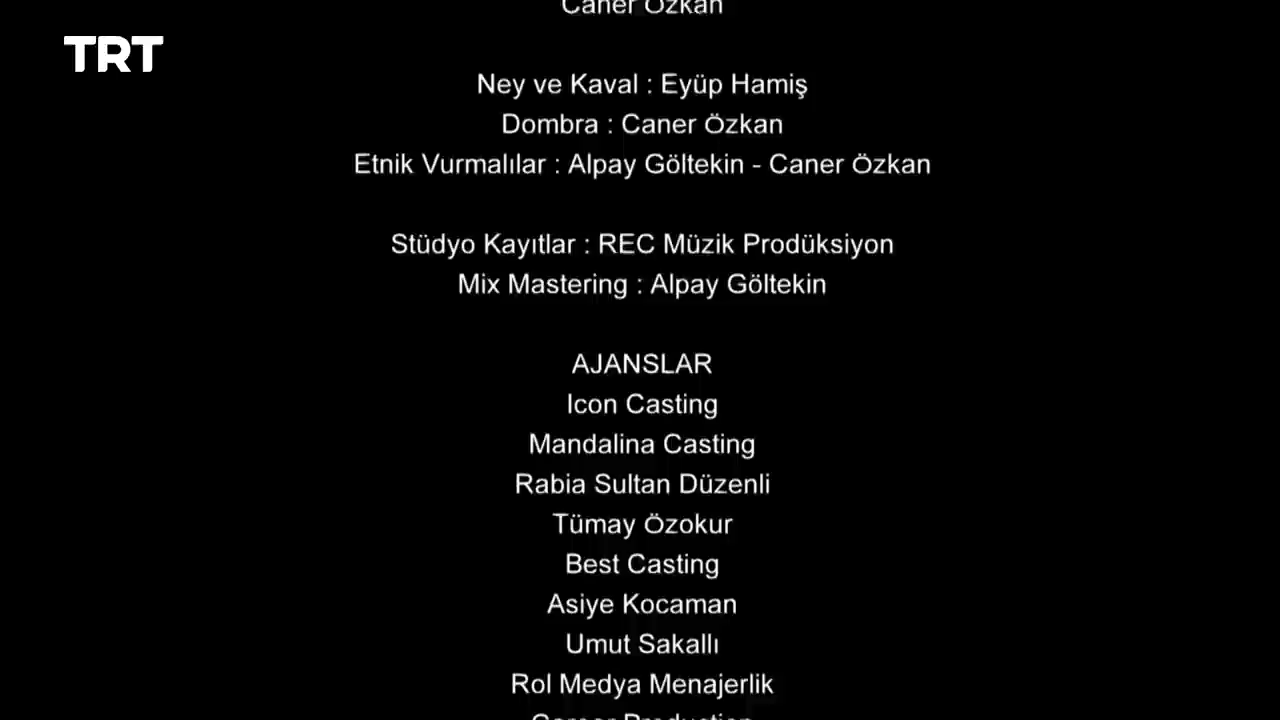 Caner Özkan
TRT
Ney ve Kaval : Eyüp Hamiş
Dombra : Caner Özkan
Etnik Vurmalılar : Alpay Göltekin - Caner Özkan
Stüdyo Kayıtlar : REC Müzik Prodüksiyon
Mix Mastering : Alpay Göltekin
AJANSLAR
Icon Casting
Mandalina Casting
Rabia Sultan Düzenli
Tümay Özokur
Best Casting
Asiye Kocaman
Umut Sakallı
Rol Medya Menajerlik